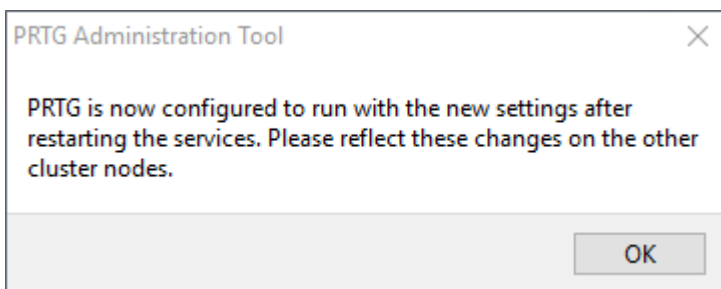 PRTG Administration Tool
PRTG is now configured to run with the new settings after
restarting the services. Please reflect these changes on the other
cluster nodes.
OK